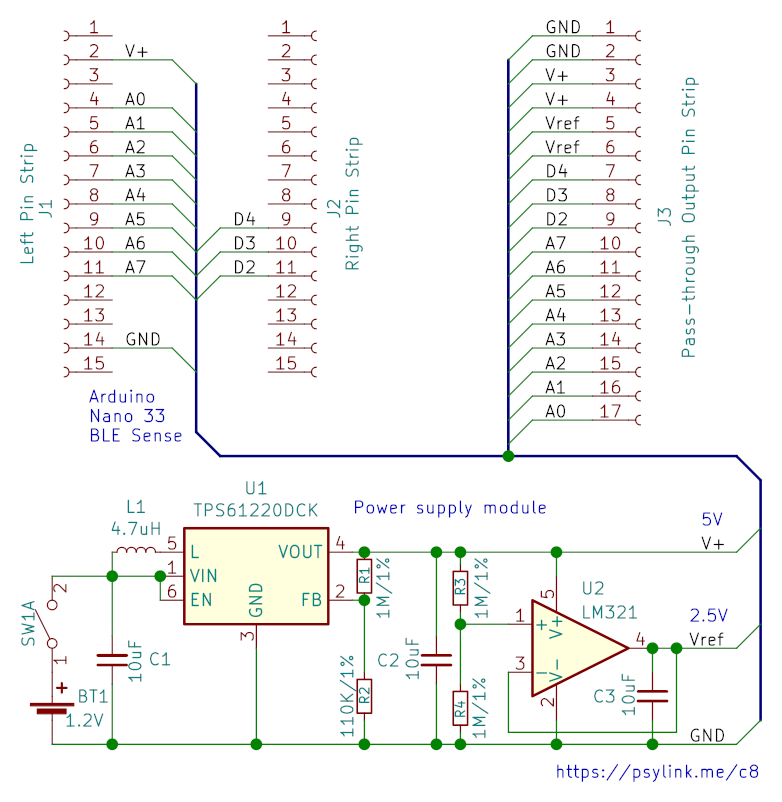 1
2
3
4
5
6
7
8
9
10
11
12
13
14
15
V+
A0
A1
A2
A3
A4
A5
A6
A7
GND
Left Pin Strip
J1
Arduino
Nano 33
BLE Sense
1
2
3
4
5
6
7
8
9
10
11
12
13
14
15
D4
D3
D2
J2
Right Pin Strip
GND
GND
V+
V+
Vref
Vref
D4
D3
D2
A7
A6
A5
A4
A3
A2
A1
A0
1
2
3
4
5
6
7
8
9
10
11
12
13
14
15
16
17
J3
Pass-through Output Pin Strip
U1
TPS61220DCK
Power supply module
L1
4.7uH
5
1
6
L
VIN
EN
GND
3
VOUT
FB
4
2
SW1A
2
1
+
BT1
1.2V
10uF
C1
R1
1M/1%
R2
110K/1%
C2
10uF
R3
1M/1%
R4
1M/1%
U2
LM321
1
3
5
2
4
+
-
V+
V-
C3
10uF
5V
V+
2.5V
Vref
GND
https://psylink.me/c8